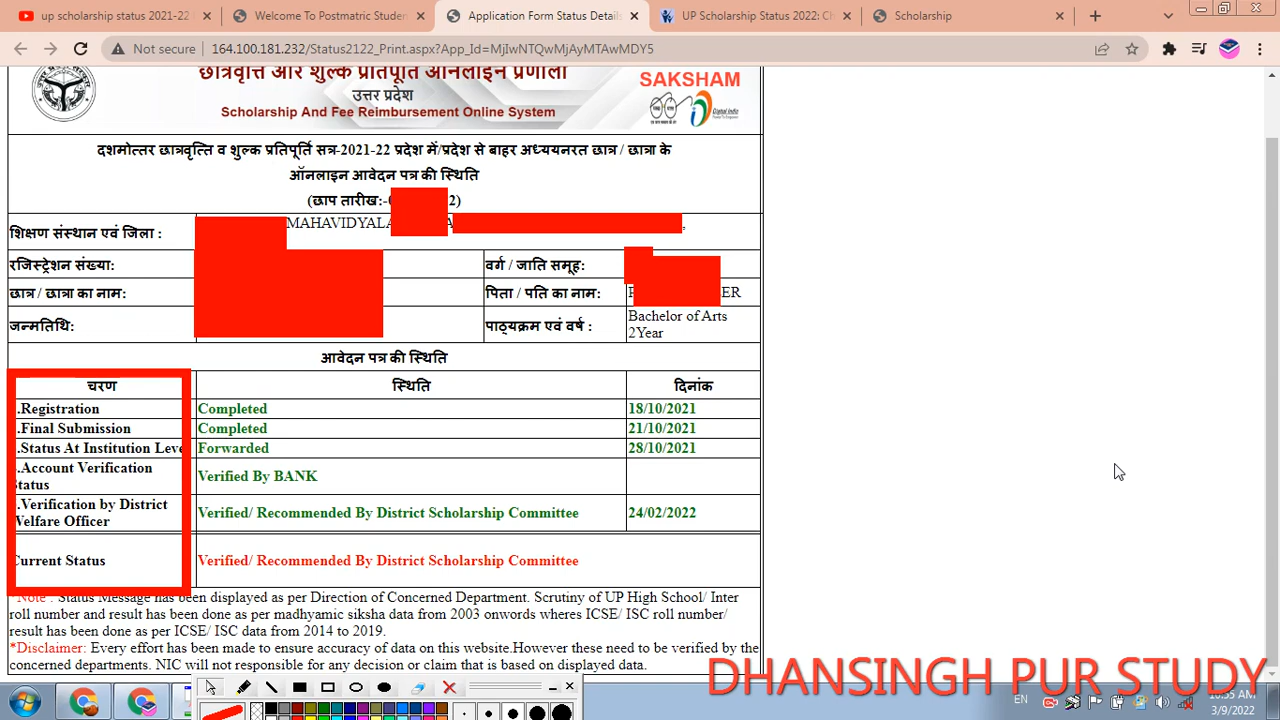 up scholarship status 2021-22
Welcome To Postmatric Studen
Application Form Status Details
UP Scholarship Status 2022: Ch
Scholarship
Not secure
164.100.181.232/Status2122_Print.aspx?App_Id=MjIwNTQwMjAyMTAwMDY5
छात्रवृत्ति और शुल्क प्रतिपूर्ति ऑनलाइन प्रणाली
उत्तर प्रदेश
Scholarship And Fee Reimbursement Online System
SAKSHAM
Digital India
दशमोत्तर छात्रवृत्ति व शुल्क प्रतिपूर्ति सत्र-2021-22 प्रदेश में/प्रदेश से बाहर अध्ययनरत छात्र / छात्रा के
ऑनलाइन आवेदन पत्र की स्थिति
(छाप तारीख:- 2)
शिक्षण संस्थान एवं जिला :
MAHAVIDYALA
रजिस्ट्रेशन संख्या:
वर्ग / जाति समूह:
छात्र / छात्रा का नाम:
पिता / पति का नाम:
ER
जन्मतिथि:
पाठ्यक्रम एवं वर्ष :
Bachelor of Arts
2Year
आवेदन पत्र की स्थिति
चरण स्थिति दिनांक
.Registration Completed 18/10/2021
.Final Submission Completed 21/10/2021
.Status At Institution Leve Forwarded 28/10/2021
.Account Verification
Status
Verified By BANK
.Verification by District
Welfare Officer
Verified/ Recommended By District Scholarship Committee 24/02/2022
Current Status Verified/ Recommended By District Scholarship Committee
*Note : Status Message has been displayed as per Direction of Concerned Department. Scrutiny of UP High School/ Inter
roll number and result has been done as per madhyamic siksha data from 2003 onwords wheres ICSE/ ISC roll number/
result has been done as per ICSE/ ISC data from 2014 to 2019.
*Disclaimer: Every effort has been made to ensure accuracy of data on this website.However these need to be verified by the
concerned departments. NIC will not responsible for any decision or claim that is based on displayed data.
DHANSINGH PUR STUDY
EN
10:35 AM
3/9/2022